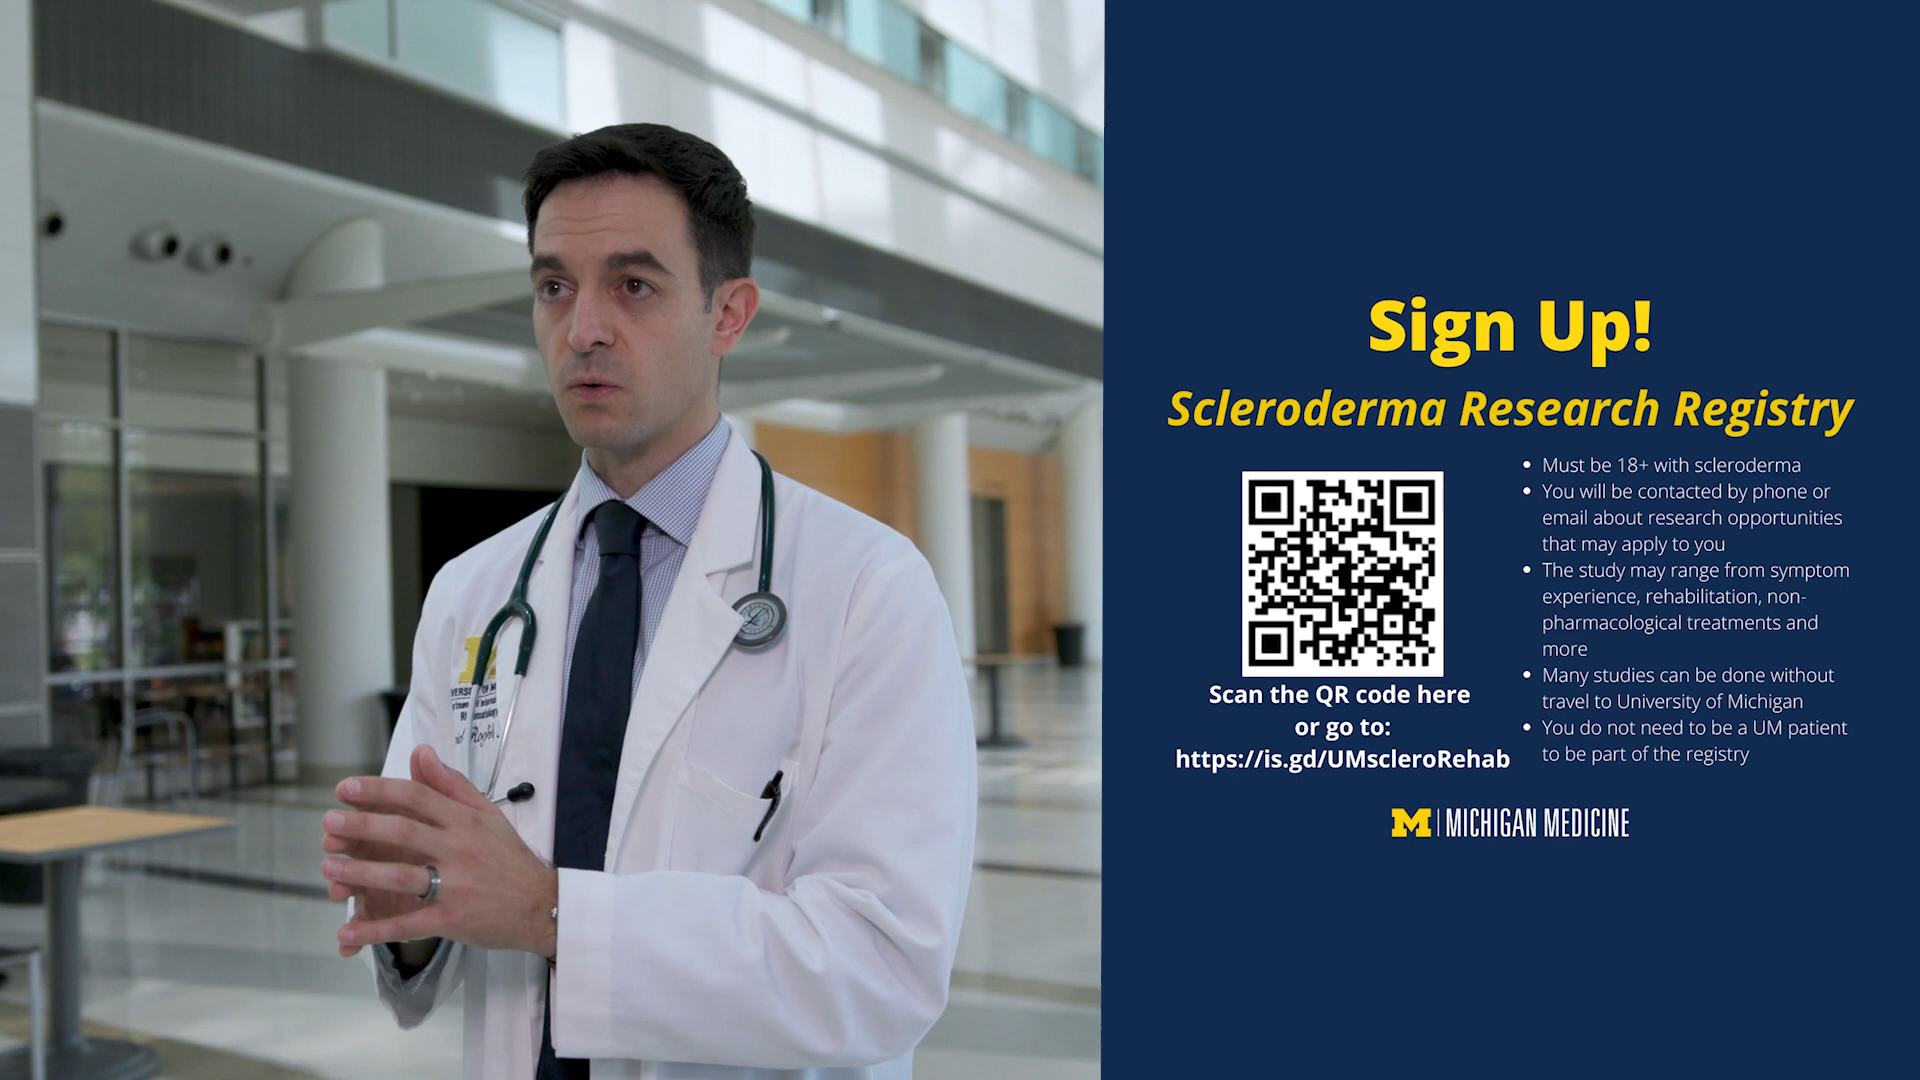 Sign Up!
Scleroderma Research Registry
Scan the QR code here
or go to:
https://is.gd/UMscleroRehab
• Must be 18+ with scleroderma
• You will be contacted by phone or
email about research opportunities
that may apply to you
• The study may range from symptom
experience, rehabilitation, non-
pharmacological treatments and
more
• Many studies can be done without
travel to University of Michigan
• You do not need to be a UM patient
to be part of the registry
M | MICHIGAN MEDICINE